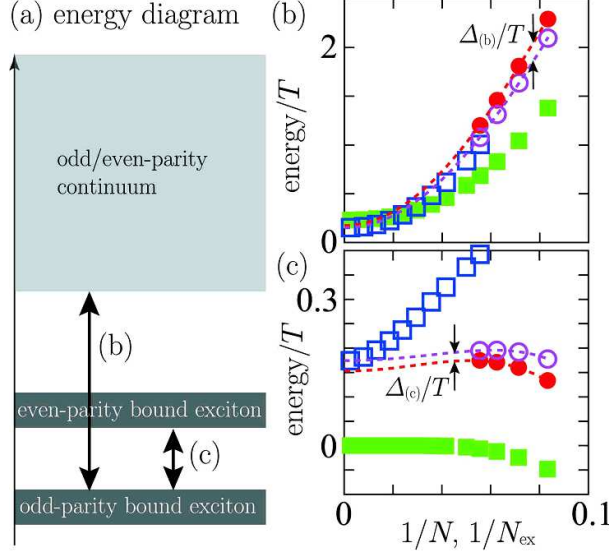 (a) energy diagram
odd/even-parity
continuum
(b)
even-parity bound exciton
(c)
odd-parity bound exciton
(b)
energy/T
2
1
0
Δ(b)/T
(c)
energy/T
0.3
0
Δ(c)/T
0
0.1
1/N, 1/Nex